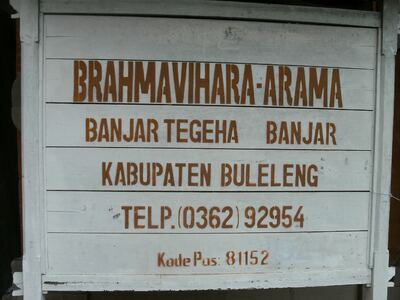 BRAHMAVIHARA-ARAMA
BANJAR TEGEHA BANJAR
KABUPATEN BULELENG
TELP.(0362) 92954
Kode Pos: 81152